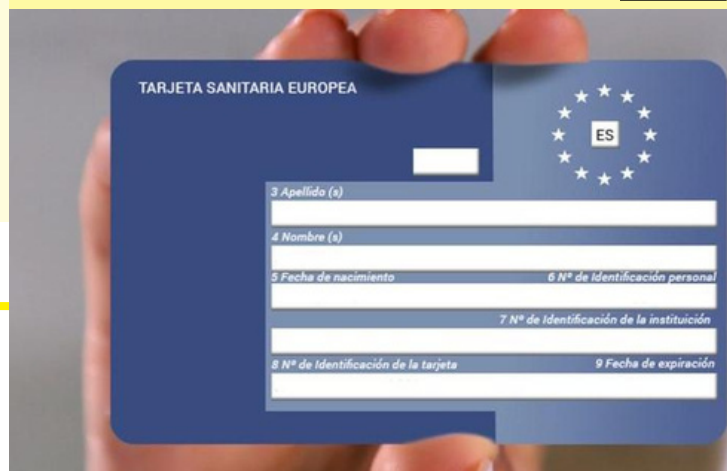 TARJETA SANITARIA EUROPEA
ES
3 Apellido (s)
4 Nombre (s)
5 Fecha de nacimiento 6 Nº de Identificación personal
7 Nº de Identificación de la instituición
8 Nº de Identificación de la tarjeta 9 Fecha de expiración